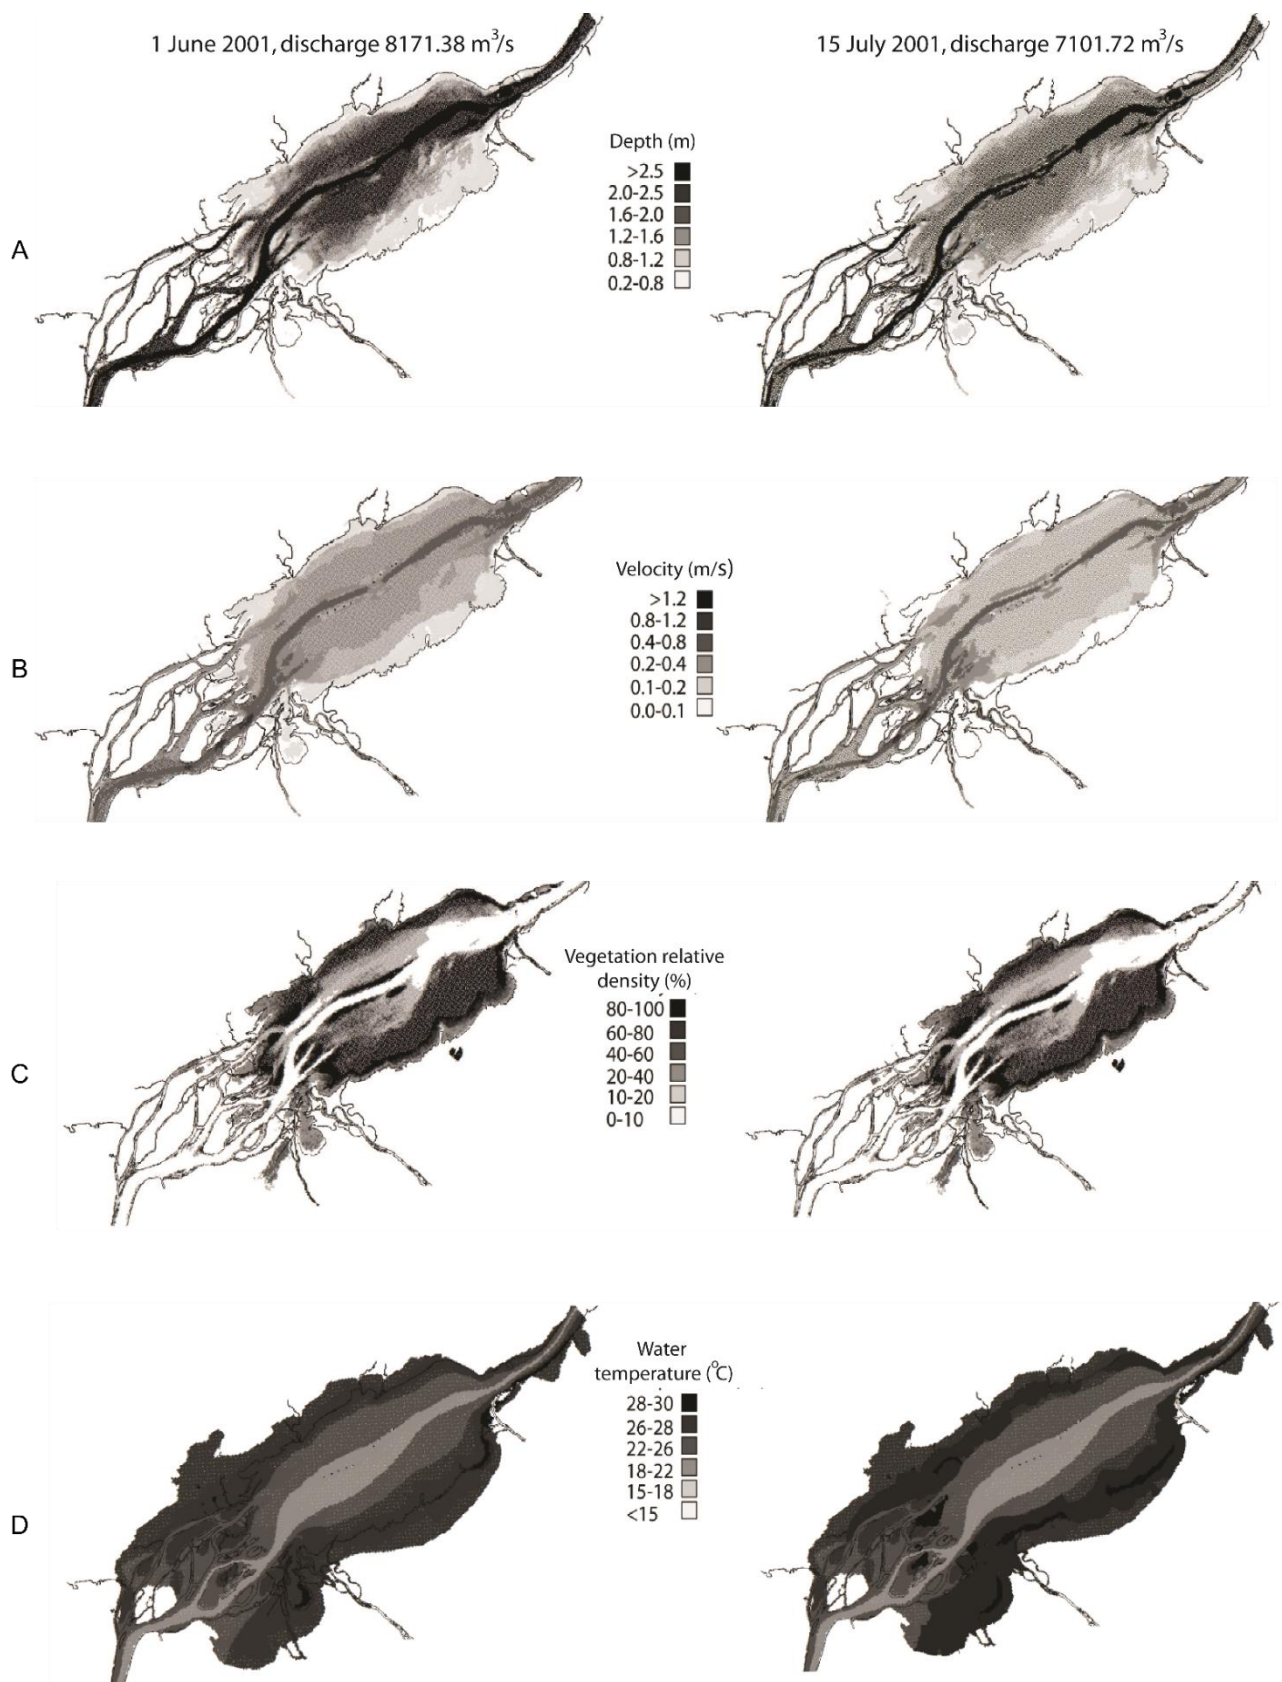 1 June 2001, discharge 8171.38 m³/s
15 July 2001, discharge 7101.72 m³/s
A
Depth (m)
>2.5
2.0-2.5
1.6-2.0
1.2-1.6
0.8-1.2
0.2-0.8
B
Velocity (m/s)
>1.2
0.8-1.2
0.4-0.8
0.2-0.4
0.1-0.2
0.0-0.1
C
Vegetation relative
density (%)
80-100
60-80
40-60
20-40
10-20
0-10
D
Water
temperature (°C)
28-30
26-28
22-26
18-22
15-18
<15